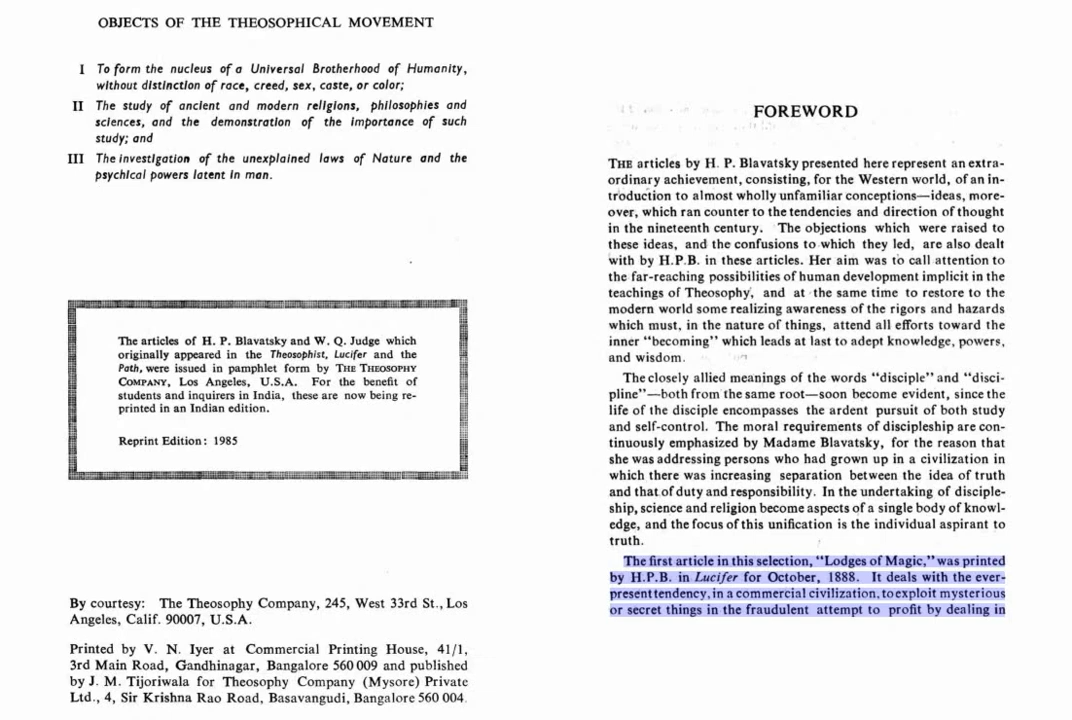 OBJECTS OF THE THEOSOPHICAL MOVEMENT
I To form the nucleus of a Universal Brotherhood of Humanity,
without distinction of race, creed, sex, caste, or color;
II The study of ancient and modern religions, philosophies and
sciences, and the demonstration of the importance of such
study; and
III The investigation of the unexplained laws of Nature and the
psychical powers latent in man.
The articles of H. P. Blavatsky and W. Q. Judge which
originally appeared in the Theosophist, Lucifer and the
Path, were issued in pamphlet form by THE THEOSOPHY
COMPANY, Los Angeles, U.S.A. For the benefit of
students and inquirers in India, these are now being re-
printed in an Indian edition.
Reprint Edition: 1985
By courtesy: The Theosophy Company, 245, West 33rd St., Los
Angeles, Calif. 90007, U.S.A.
Printed by V. N. Iyer at Commercial Printing House, 41/1,
3rd Main Road, Gandhinagar, Bangalore 560 009 and published
by J. M. Tijoriwala for Theosophy Company (Mysore) Private
Ltd., 4, Sir Krishna Rao Road, Basavangudi, Bangalore 560 004.
FOREWORD
THE articles by H. P. Blavatsky presented here represent an extra-
ordinary achievement, consisting, for the Western world, of an in-
troduction to almost wholly unfamiliar conceptions—ideas, more-
over, which ran counter to the tendencies and direction of thought
in the nineteenth century. The objections which were raised to
these ideas, and the confusions to which they led, are also dealt
with by H.P.B. in these articles. Her aim was to call attention to
the far-reaching possibilities of human development implicit in the
teachings of Theosophy, and at the same time to restore to the
modern world some realizing awareness of the rigors and hazards
which must, in the nature of things, attend all efforts toward the
inner "becoming" which leads at last to adept knowledge, powers,
and wisdom.
The closely allied meanings of the words "disciple" and "disci-
pline"—both from the same root—soon become evident, since the
life of the disciple encompasses the ardent pursuit of both study
and self-control. The moral requirements of discipleship are con-
tinuously emphasized by Madame Blavatsky, for the reason that
she was addressing persons who had grown up in a civilization in
which there was increasing separation between the idea of truth
and that of duty and responsibility. In the undertaking of disciple-
ship, science and religion become aspects of a single body of knowl-
edge, and the focus of this unification is the individual aspirant to
truth.
The first article in this selection, "Lodges of Magic," was printed
by H.P.B. in Lucifer for October, 1888. It deals with the ever-
present tendency, in a commercial civilization, to exploit mysterious
or secret things in the fraudulent attempt to profit by dealing in